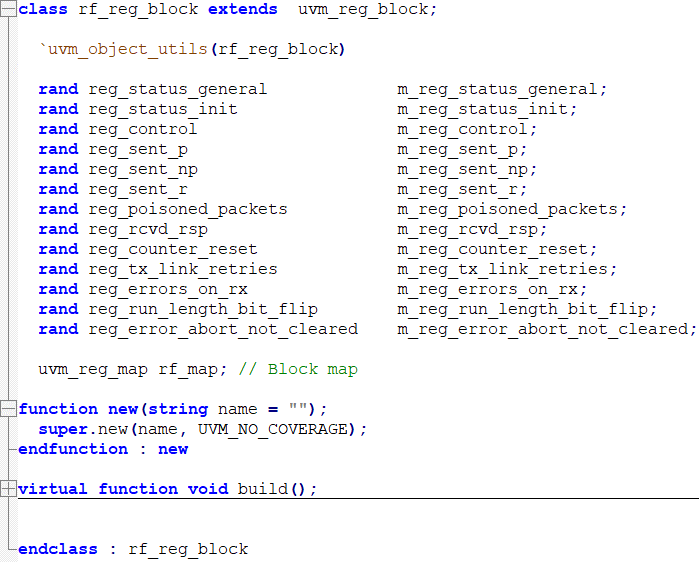 class rf_reg_block extends  uvm_reg_block;
`uvm_object_utils(rf_reg_block)
rand reg_status_general             m_reg_status_general;
rand reg_status_init                m_reg_status_init;
rand reg_control                    m_reg_control;
rand reg_sent_p                     m_reg_sent_p;
rand reg_sent_np                    m_reg_sent_np;
rand reg_sent_r                     m_reg_sent_r;
rand reg_poisoned_packets           m_reg_poisoned_packets;
rand reg_rcvd_rsp                   m_reg_rcvd_rsp;
rand reg_counter_reset              m_reg_counter_reset;
rand reg_tx_link_retries            m_reg_tx_link_retries;
rand reg_errors_on_rx               m_reg_errors_on_rx;
rand reg_run_length_bit_flip        m_reg_run_length_bit_flip;
rand reg_error_abort_not_cleared    m_reg_error_abort_not_cleared;
uvm_reg_map rf_map; // Block map
function new(string name = "");
super.new(name, UVM_NO_COVERAGE);
endfunction : new
virtual function void build();
endclass : rf_reg_block